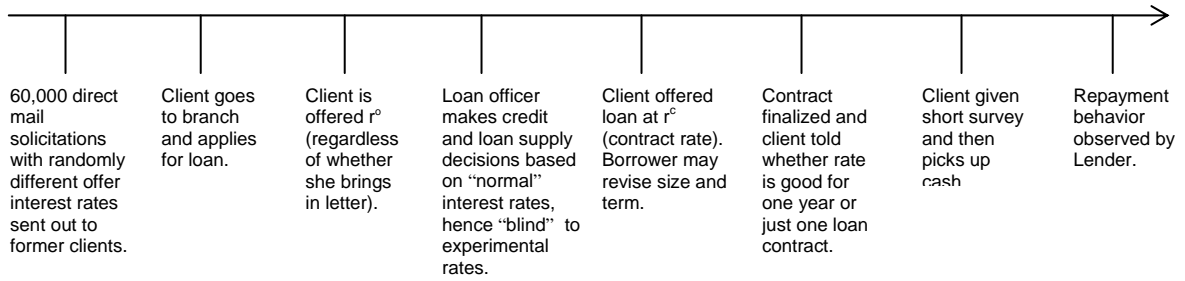 60,000 direct
mail
solicitations
with randomly
different offer
interest rates
sent out to
former clients.
Client goes
to branch
and applies
for loan.
Client is
offered rᵒ
(regardless
of whether
she brings
in letter).
Loan officer
makes credit
and loan supply
decisions based
on “normal”
interest rates,
hence “blind” to
experimental
rates.
Client offered
loan at rᶜ
(contract rate).
Borrower may
revise size and
term.
Contract
finalized and
client told
whether rate
is good for
one year or
just one loan
contract.
Client given
short survey
and then
picks up
cash
Repayment
behavior
observed by
Lender.